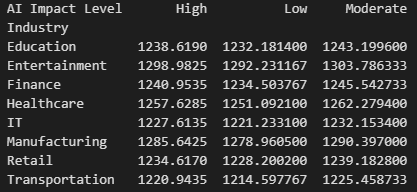 AI Impact Level High Low Moderate
Industry
Education 1238.6190 1232.181400 1243.199600
Entertainment 1298.9825 1292.231167 1303.786333
Finance 1240.9535 1234.503767 1245.542733
Healthcare 1257.6285 1251.092100 1262.279400
IT 1227.6135 1221.233100 1232.153400
Manufacturing 1285.6425 1278.960500 1290.397000
Retail 1234.6170 1228.200200 1239.182800
Transportation 1220.9435 1214.597767 1225.458733